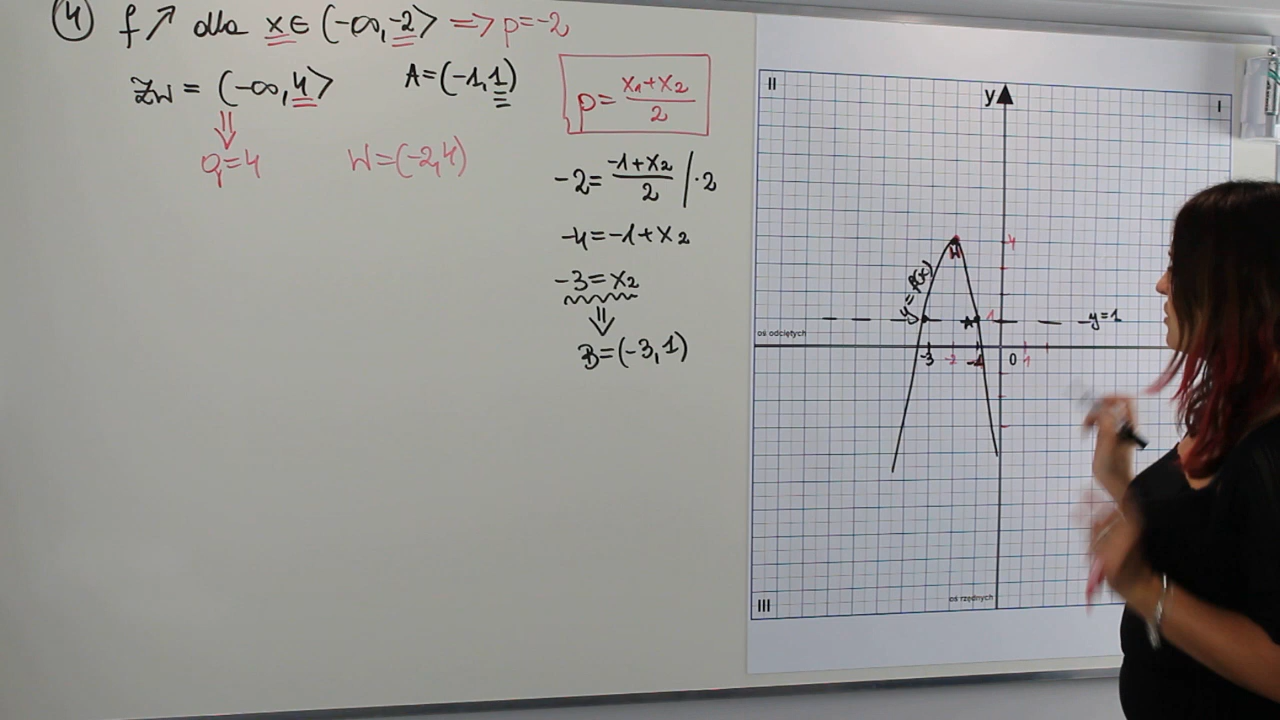 ④ f↗ dla x∈(-∞,-2> => p=-2
Zw = (-∞,4> A=(-1,1)
⇓
q=4 W=(-2,4)
p=x₁+x₂/2
-2=-1+x₂/2 |·2
-4=-1+x₂
-3=x₂
⇓
B=(-3,1)
II
y
I
4
W
y=f(x)
A
1
y=1
oś odciętych
-3 -2 -1 0 1
oś rzędnych
III